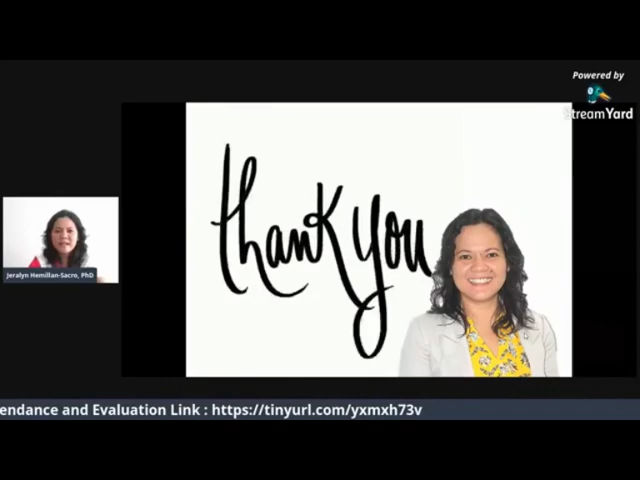 Powered by
StreamYard
thank you
Jeralyn Hemillan-Sacro, PhD
endance and Evaluation Link : https://tinyurl.com/yxmxh73v